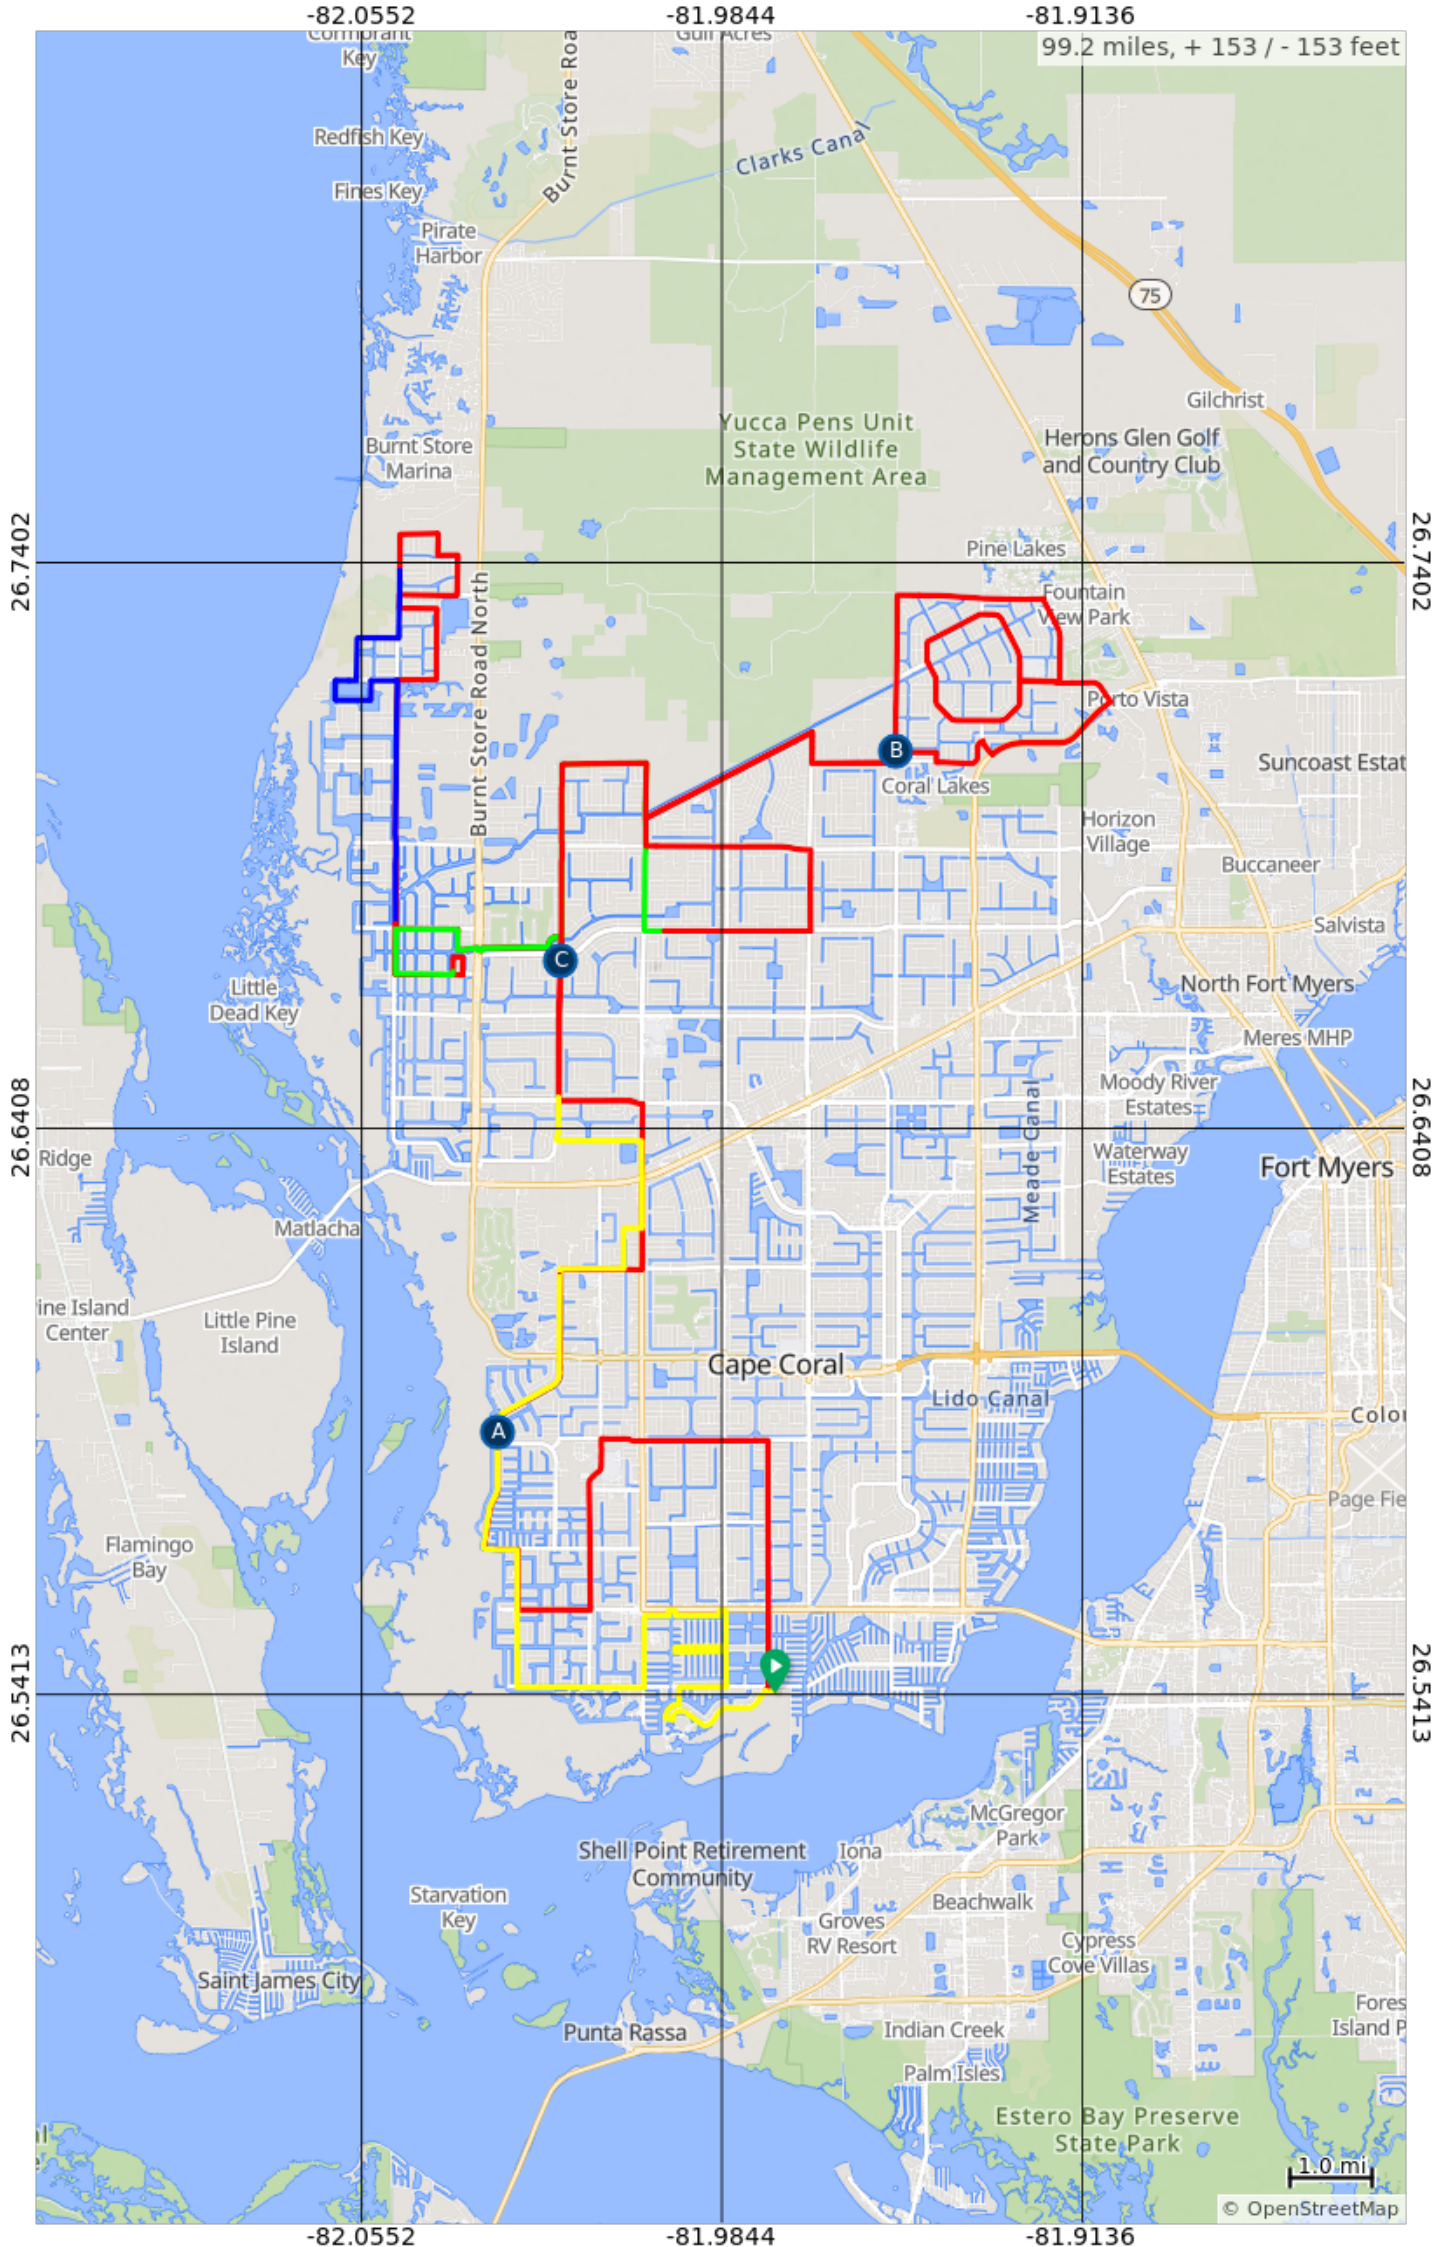 -82.0552
-81.9844
-81.9136
99.2 miles, + 153 / - 153 feet
Cormorant
Key
Gulf Acres
Burnt Store Roa
Redfish Key
Clarks Canal
Fines Key
Pirate
Harbor
75
Gilchrist
Yucca Pens Unit
State Wildlife
Management Area
Herons Glen Golf
and Country Club
Burnt Store
Marina
26.7402
26.7402
Pine Lakes
Fountain
View Park
Burnt Store Road North
Porto Vista
B
Suncoast Estat
Coral Lakes
Horizon
Village
Buccaneer
Salvista
C
Little
Dead Key
North Fort Myers
Meres MHP
Moody River
Estates
Meade Canal
26.6408
26.6408
Ridge
Waterway
Estates
Fort Myers
Matlacha
ine Island
Center
Little Pine
Island
Cape Coral
Lido Canal
Color
A
Page Fie
Flamingo
Bay
26.5413
26.5413
McGregor
Park
Shell Point Retirement
Community
Iona
Starvation
Key
Beachwalk
Groves
RV Resort
Cypress
Cove Villas
Saint James City
Fores
Island P
Punta Rassa
Indian Creek
Palm Isles
Estero Bay Preserve
State Park
al
1.0 mi
© OpenStreetMap
-82.0552
-81.9844
-81.9136